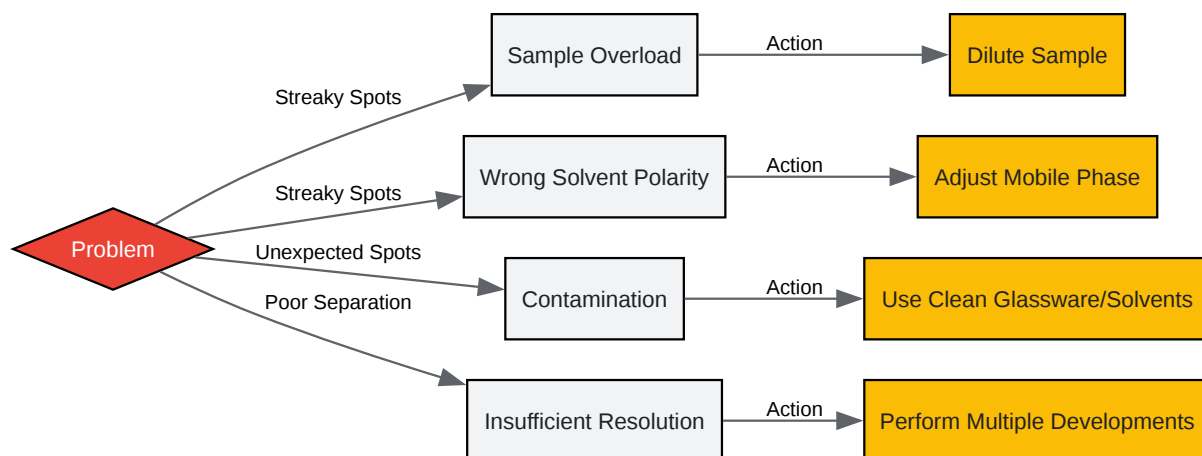 Sample Overload
Action
Dilute Sample
Streaky Spots
Wrong Solvent Polarity
Action
Adjust Mobile Phase
Streaky Spots
Problem
Unexpected Spots
Contamination
Action
Use Clean Glassware/Solvents
Poor Separation
Insufficient Resolution
Action
Perform Multiple Developments